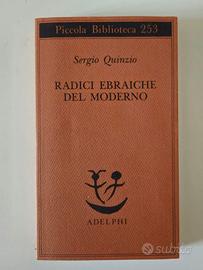 Piccola Biblioteca 253
Sergio Quinzio
RADICI EBRAICHE
DEL MODERNO
ADELPHI
subito